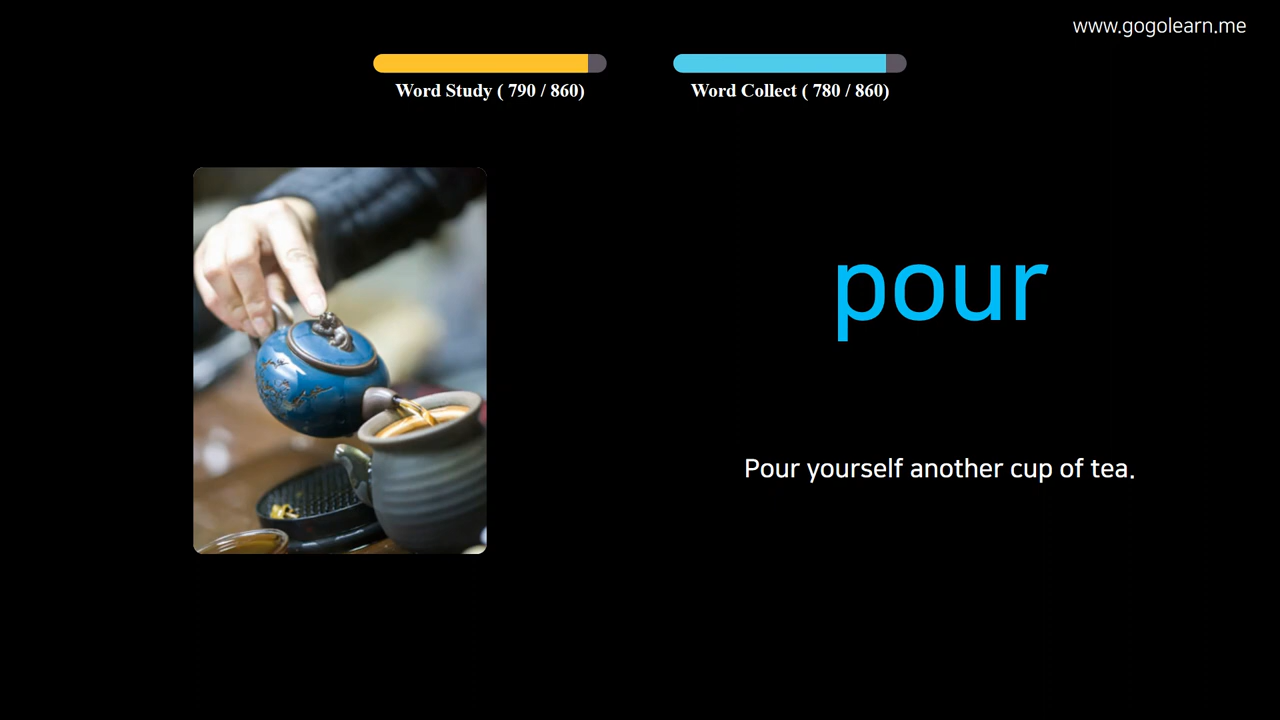 www.gogolearn.me
Word Study ( 790 / 860)
Word Collect ( 780 / 860)
pour
Pour yourself another cup of tea.